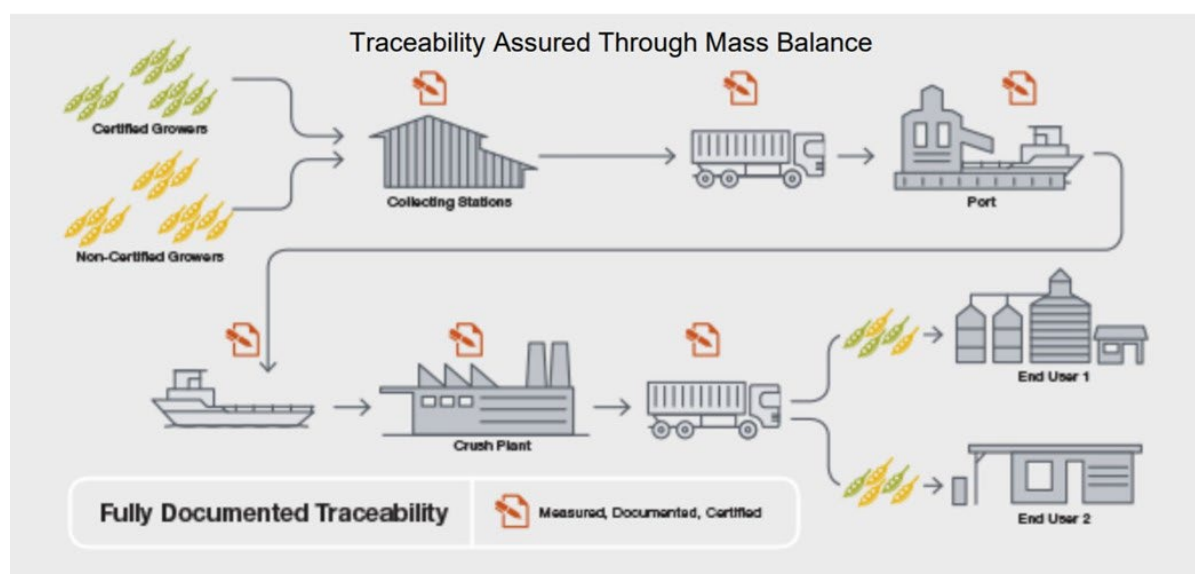 Traceability Assured Through Mass Balance
Certified Growers
Non-Certified Growers
Collecting Stations
Port
Crush Plant
End User 1
End User 2
Fully Documented Traceability
Measured, Documented, Certified